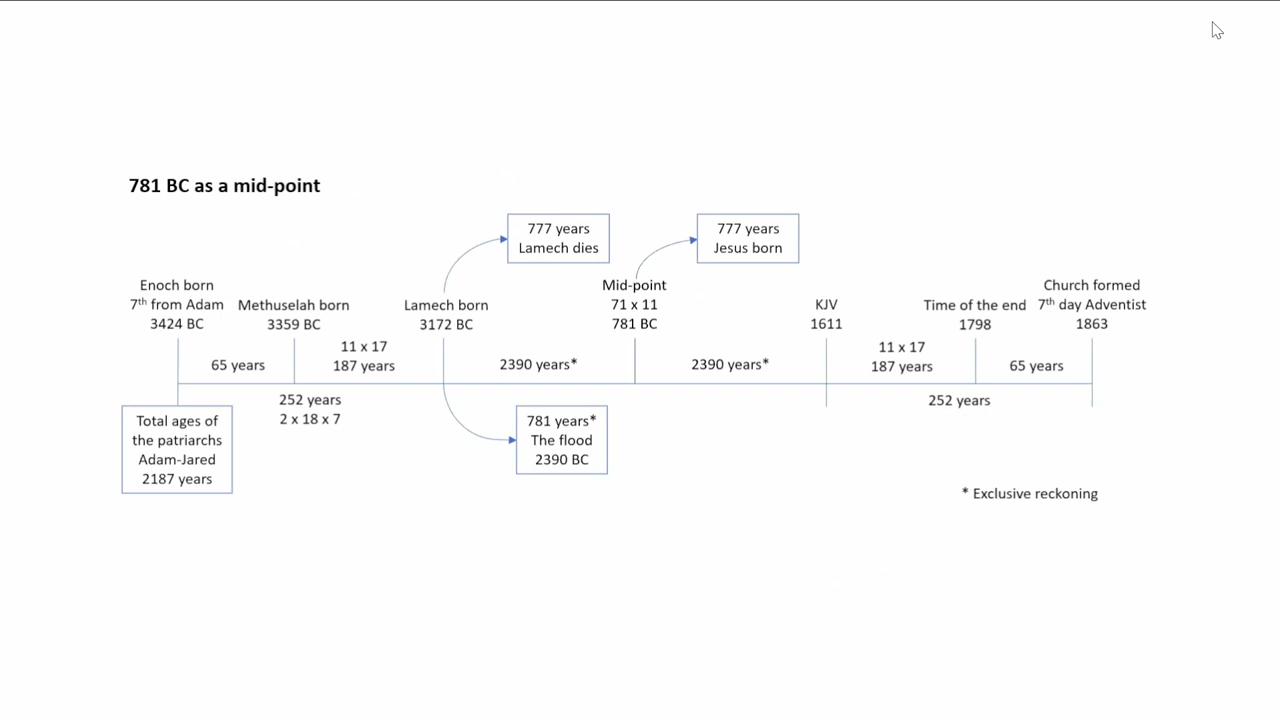 781 BC as a mid-point
777 years
Lamech dies
777 years
Jesus born
Enoch born
7th from Adam
3424 BC
Methuselah born
3359 BC
Lamech born
3172 BC
Mid-point
71 x 11
781 BC
KJV
1611
Time of the end
1798
Church formed
7th day Adventist
1863
65 years
11 x 17
187 years
2390 years*
2390 years*
11 x 17
187 years
65 years
252 years
2 x 18 x 7
252 years
Total ages of
the patriarchs
Adam-Jared
2187 years
781 years*
The flood
2390 BC
* Exclusive reckoning